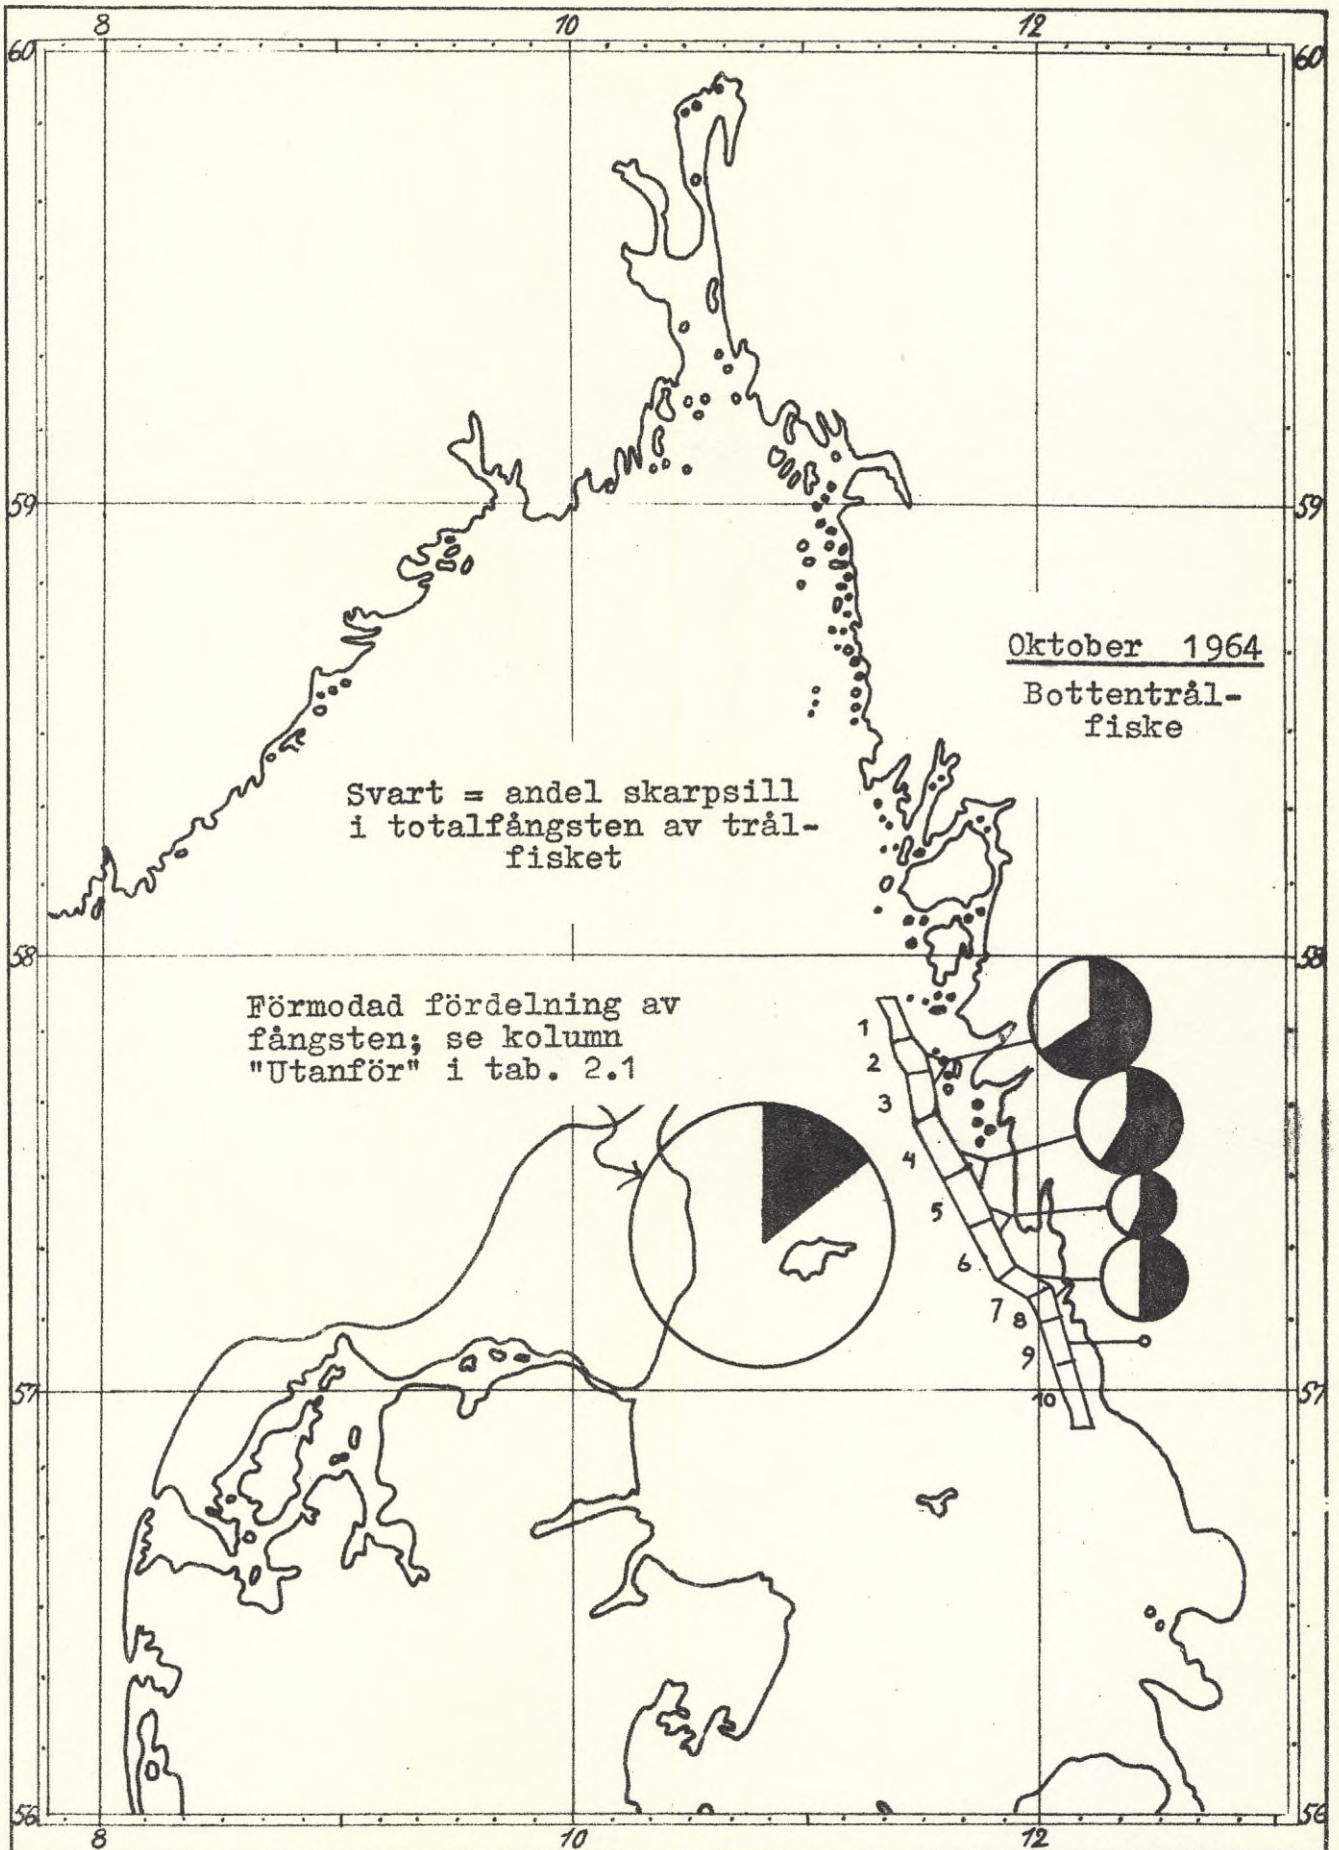 8 10 12
60 60
59 59
Oktober 1964
Bottentrål-
fiske
Svart = andel skarpsill
i totalfångsten av trål-
fisket
58 58
Förmodad fördelning av
fångsten; se kolumn
"Utanför" i tab. 2.1
1
2
3
4
5
6
7
8
9
10
57 57
56 56
8 10 12